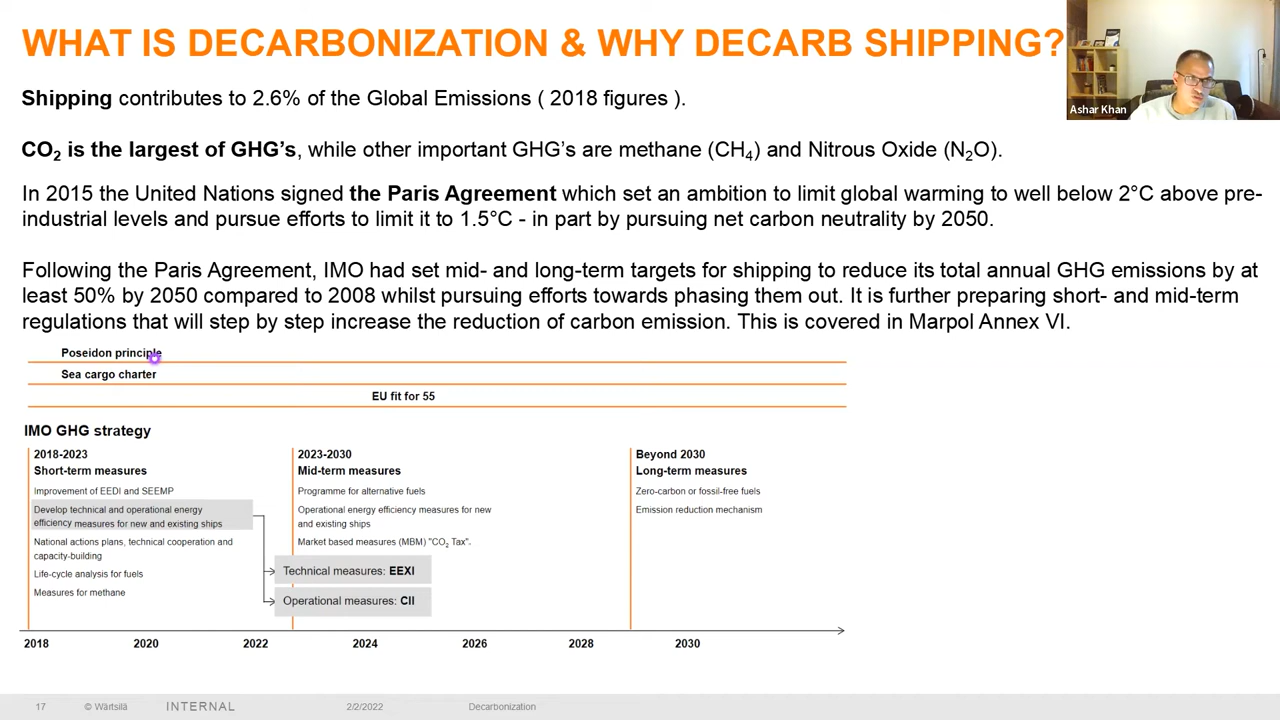 WHAT IS DECARBONIZATION & WHY DECARB SHIPPING?
Ashar Khan
Shipping contributes to 2.6% of the Global Emissions ( 2018 figures ).
CO₂ is the largest of GHG's, while other important GHG's are methane (CH₄) and Nitrous Oxide (N₂O).
In 2015 the United Nations signed the Paris Agreement which set an ambition to limit global warming to well below 2°C above pre-
industrial levels and pursue efforts to limit it to 1.5°C - in part by pursuing net carbon neutrality by 2050.
Following the Paris Agreement, IMO had set mid- and long-term targets for shipping to reduce its total annual GHG emissions by at
least 50% by 2050 compared to 2008 whilst pursuing efforts towards phasing them out. It is further preparing short- and mid-term
regulations that will step by step increase the reduction of carbon emission. This is covered in Marpol Annex VI.
Poseidon principle
Sea cargo charter
EU fit for 55
IMO GHG strategy
2018-2023
Short-term measures
Improvement of EEDI and SEEMP
Develop technical and operational energy
efficiency measures for new and existing ships
National actions plans, technical cooperation and
capacity-building
Life-cycle analysis for fuels
Measures for methane
2023-2030
Mid-term measures
Programme for alternative fuels
Operational energy efficiency measures for new
and existing ships
Market based measures (MBM) "CO₂ Tax".
Technical measures: EEXI
Operational measures: CII
Beyond 2030
Long-term measures
Zero-carbon or fossil-free fuels
Emission reduction mechanism
2018 2020 2022 2024 2026 2028 2030
17 © Wärtsilä INTERNAL 2/2/2022 Decarbonization